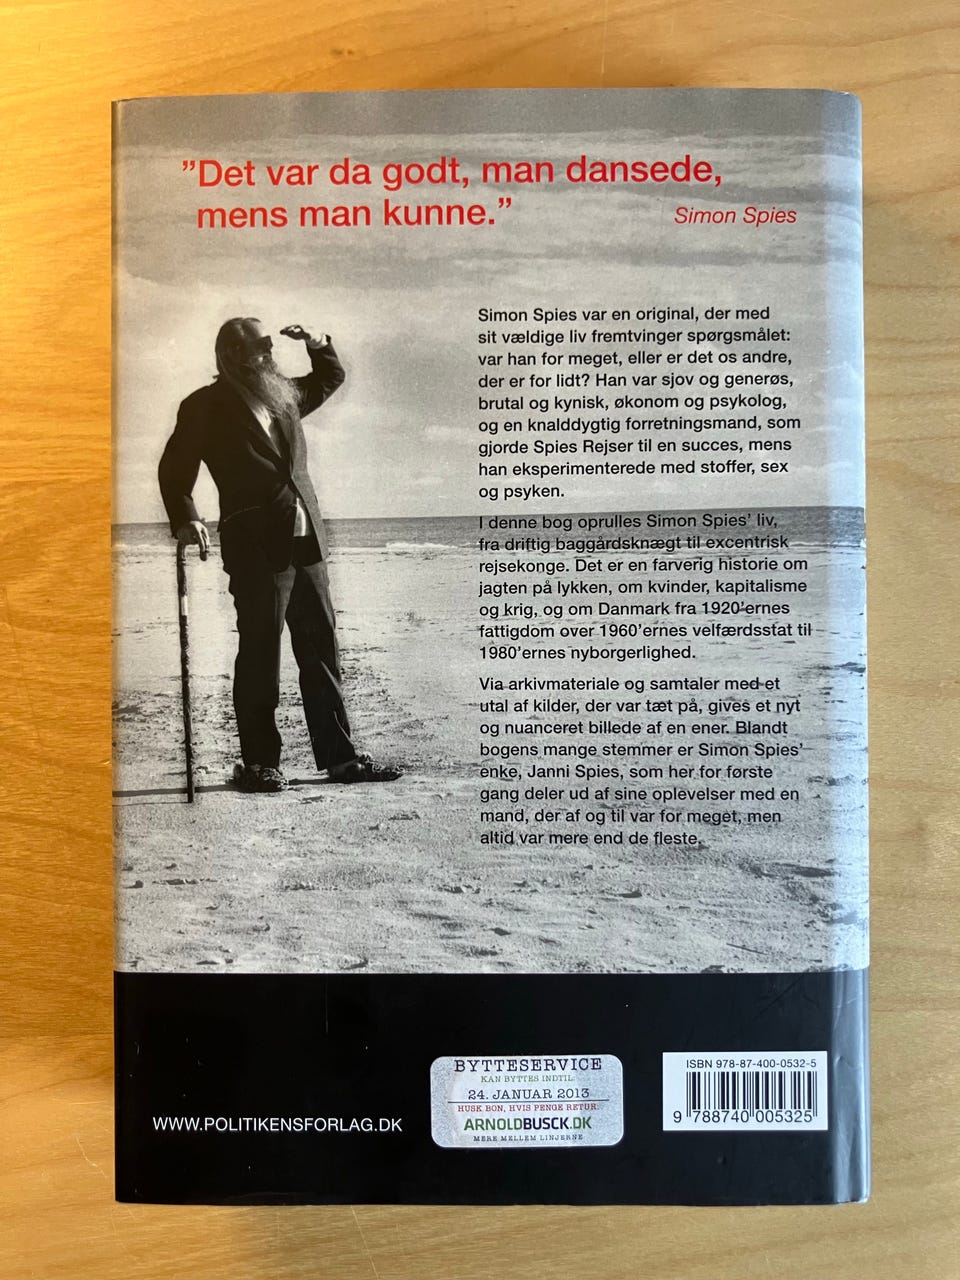 ”Det var da godt, man dansede,
mens man kunne.”
Simon Spies
Simon Spies var en original, der med
sit vældige liv fremtvinger spørgsmålet:
var han for meget, eller er det os andre,
der er for lidt? Han var sjov og generøs,
brutal og kynisk, økonom og psykolog,
og en knalddygtig forretningsmand, som
gjorde Spies Rejser til en succes, mens
han eksperimenterede med stoffer, sex
og psyken.
I denne bog oprulles Simon Spies’ liv,
fra driftig baggårdsknægt til excentrisk
rejsekonge. Det er en farverig historie om
jagten på lykken, om kvinder, kapitalisme
og krig, og om Danmark fra 1920’ernes
fattigdom over 1960’ernes velfærdsstat til
1980’ernes nyborgerlighed.
Via arkivmateriale og samtaler med et
utal af kilder, der var tæt på, gives et nyt
og nuanceret billede af en ener. Blandt
bogens mange stemmer er Simon Spies’
enke, Janni Spies, som her for første
gang deler ud af sine oplevelser med en
mand, der af og til var for meget, men
altid var mere end de fleste.
WWW.POLITIKENSFORLAG.DK
BYTTESERVICE
KAN BYTTES INDTIL:
24. JANUAR 2013
HUSK BON, HVIS PENGE RETUR.
ARNOLDBUSCK.DK
MERE MELLEM LINJERNE
ISBN 978-87-400-0532-5
9 788740 005325